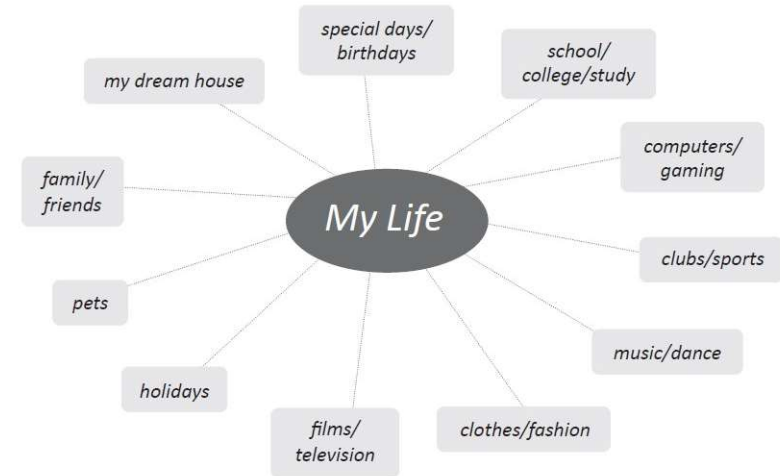 special days/
birthdays
school/
college/study
my dream house
computers/
gaming
family/
friends
My Life
clubs/sports
pets
music/dance
holidays
films/
television
clothes/fashion